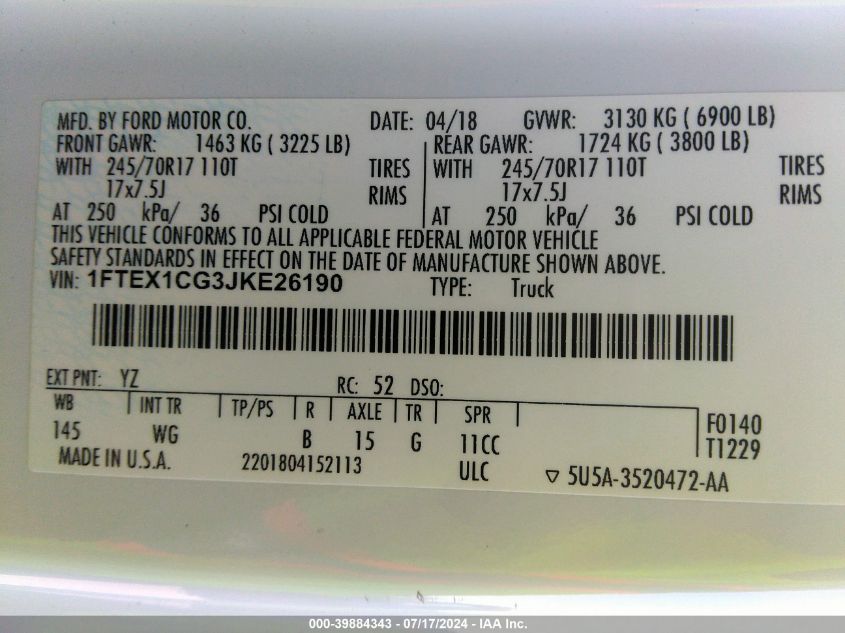 MFD. BY FORD MOTOR CO. DATE: 04/18 GVWR: 3130 KG ( 6900 LB)
FRONT GAWR: 1463 KG ( 3225 LB) REAR GAWR: 1724 KG ( 3800 LB)
WITH 245/70R17 110T TIRES WITH 245/70R17 110T TIRES
17x7.5J RIMS 17x7.5J RIMS
AT 250 kPa/ 36 PSI COLD AT 250 kPa/ 36 PSI COLD
THIS VEHICLE CONFORMS TO ALL APPLICABLE FEDERAL MOTOR VEHICLE
SAFETY STANDARDS IN EFFECT ON THE DATE OF MANUFACTURE SHOWN ABOVE.
VIN: 1FTEX1CG3JKE26190 TYPE: Truck
EXT PNT: YZ RC: 52 DSO:
WB INT TR TP/PS R AXLE TR SPR F0140
145 WG B 15 G 11CC T1229
MADE IN U.S.A. 2201804152113 ULC ▽ 5U5A-3520472-AA
000-39884343 - 07/17/2024 - IAA Inc.